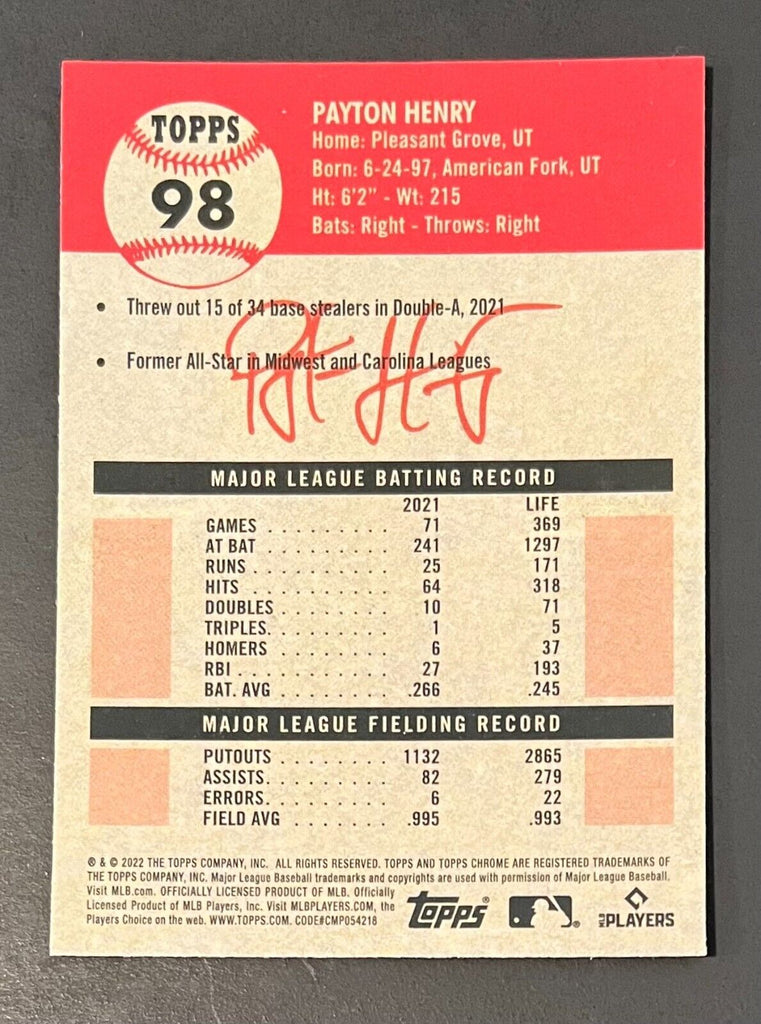 TOPPS
98
PAYTON HENRY
Home: Pleasant Grove, UT
Born: 6-24-97, American Fork, UT
Ht: 6'2" - Wt: 215
Bats: Right - Throws: Right
• Threw out 15 of 34 base stealers in Double-A, 2021
• Former All-Star in Midwest and Carolina Leagues
MAJOR LEAGUE BATTING RECORD
2021 LIFE
GAMES . . . . . . . . . 71 369
AT BAT . . . . . . . . . 241 1297
RUNS . . . . . . . . . . 25 171
HITS . . . . . . . . . . 64 318
DOUBLES . . . . . . . . 10 71
TRIPLES. . . . . . . . . 1 5
HOMERS . . . . . . . . 6 37
RBI . . . . . . . . . . . 27 193
BAT. AVG . . . . . . . . .266 .245
MAJOR LEAGUE FIELDING RECORD
PUTOUTS . . . . . . . . 1132 2865
ASSISTS. . . . . . . . . 82 279
ERRORS. . . . . . . . . 6 22
FIELD AVG . . . . . . . .995 .993
® & © 2022 THE TOPPS COMPANY, INC. ALL RIGHTS RESERVED. TOPPS AND TOPPS CHROME ARE REGISTERED TRADEMARKS OF
THE TOPPS COMPANY, INC. Major League Baseball trademarks and copyrights are used with permission of Major League Baseball.
Visit MLB.com. OFFICIALLY LICENSED PRODUCT OF MLB. Officially
Licensed Product of MLB Players, Inc. Visit MLBPLAYERS.COM, the
Players Choice on the web. WWW.TOPPS.COM. CODE#CMP054218
topps®
MLB PLAYERS